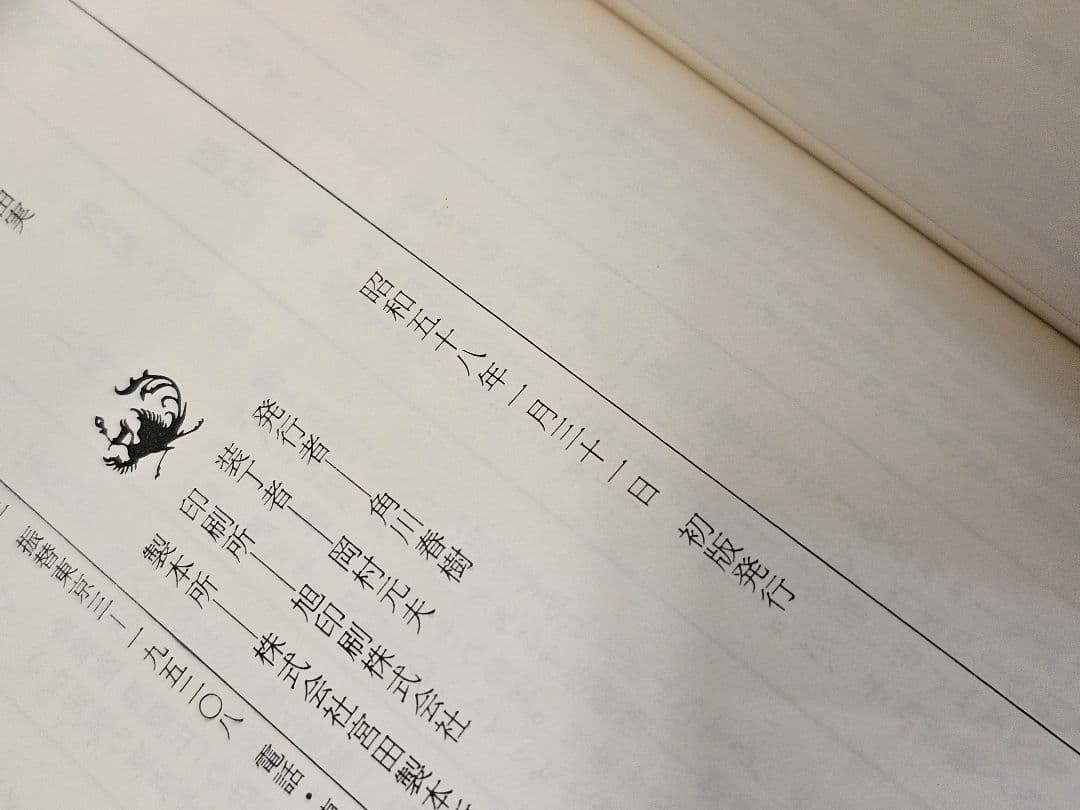 昭和五十八年一月三十一日 初版発行
発行者―角川春樹
装丁者―岡村元夫
印刷所―旭印刷株式会社
製本所―株式会社宮田製本
振替東京三―一九五二〇八 電話・